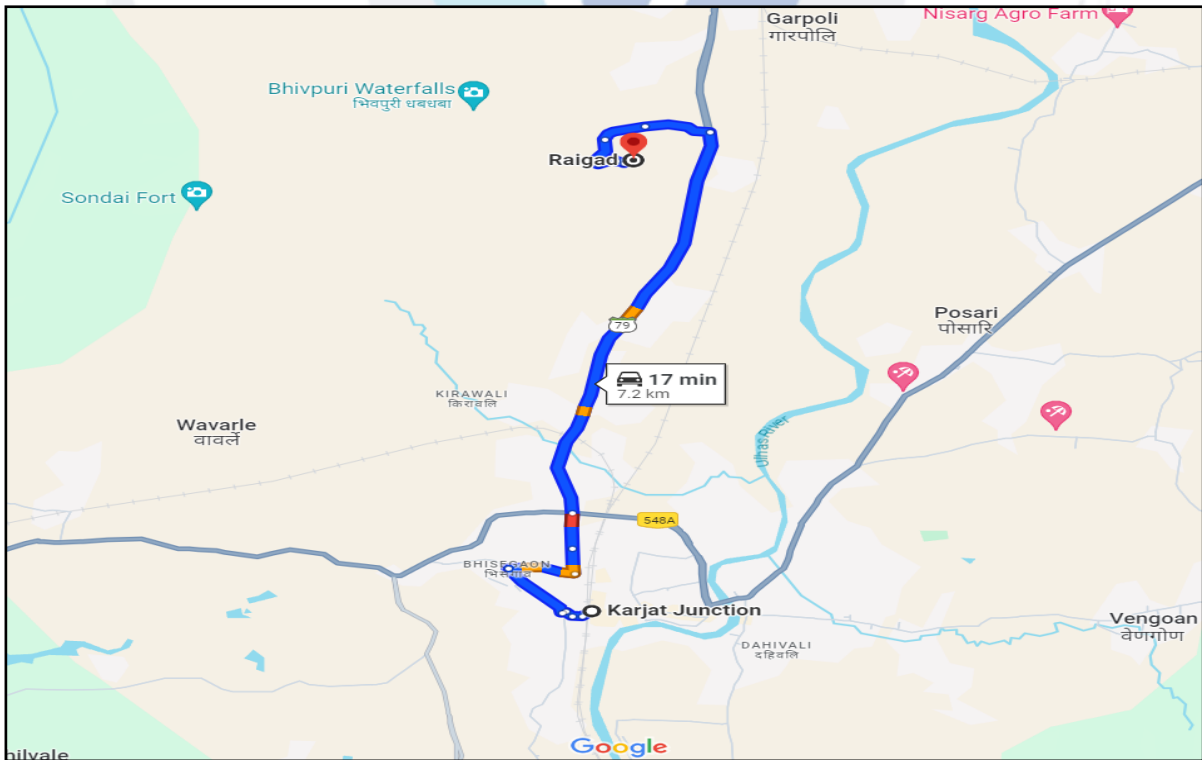 Garpoli
गारपोलि
Nisarg Agro Farm
Bhivpuri Waterfalls
भिवपुरी धबधबा
Raigad
Sondai Fort
79
Posari
पोसारि
17 min
7.2 km
KIRAWALI
किरावलि
Wavarle
वावर्ले
Ulhas River
548A
BHISEGAON
Karjat Junction
Vengoan
वेणगोण
DAHIVALI
दहिवलि
Google
hilvale